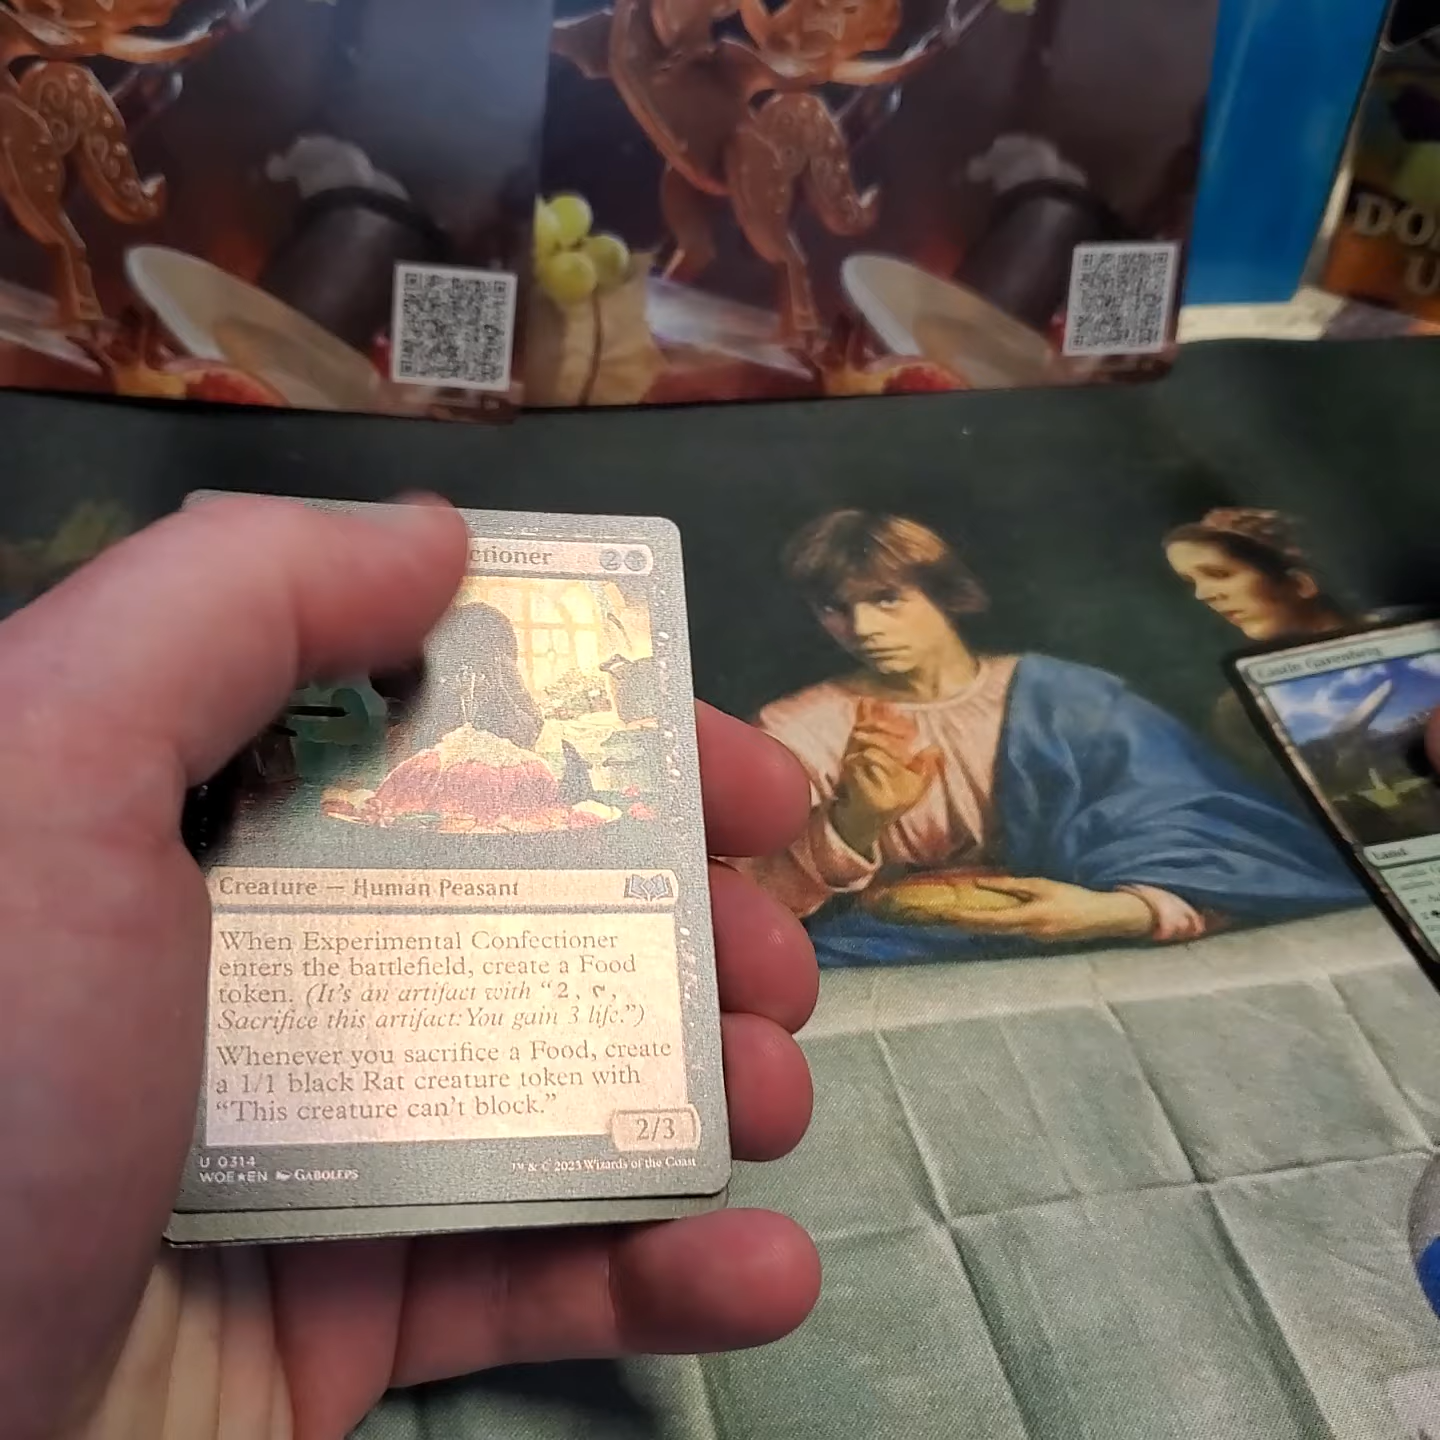 DO
U
ctioner 2
Creature — Human Peasant
When Experimental Confectioner
enters the battlefield, create a Food
token. (It's an artifact with “2, T,
Sacrifice this artifact: You gain 3 life.”)
Whenever you sacrifice a Food, create
a 1/1 black Rat creature token with
“This creature can't block.”
2/3
U 0314
WOE★EN GABOLEPS
™ & © 2023 Wizards of the Coast
Castle Garenbrig
Land